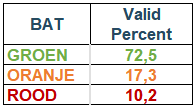 BAT Valid Percent
GROEN 72,5
ORANJE 17,3
ROOD 10,2